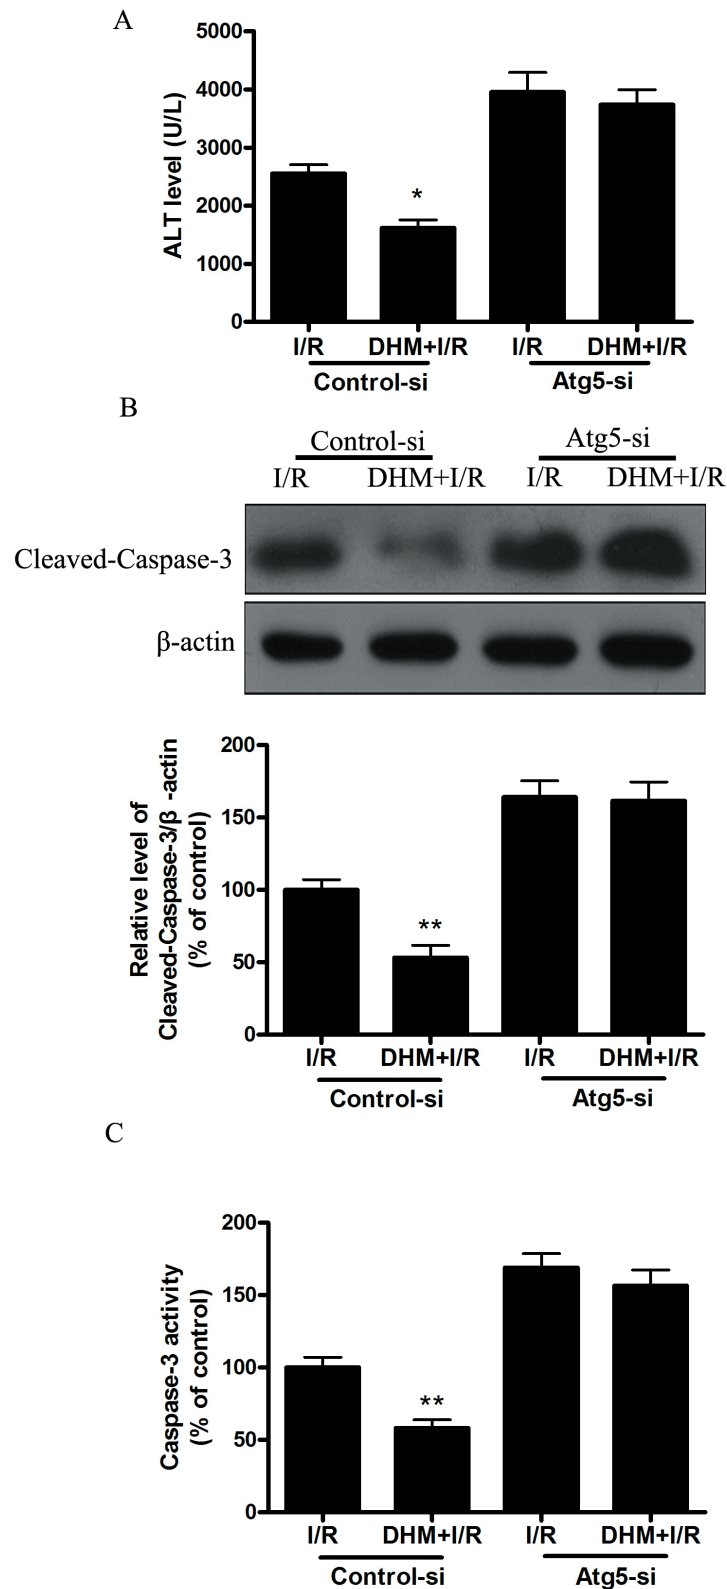 A
5000
4000
3000
2000
1000
0
ALT level (U/L)
*
I/R DHM+I/R I/R DHM+I/R
Control-si Atg5-si
B
Control-si Atg5-si
I/R DHM+I/R I/R DHM+I/R
Cleaved-Caspase-3
β-actin
200
150
100
50
0
Relative level of
Cleaved-Caspase-3/β -actin
(% of control)
**
I/R DHM+I/R I/R DHM+I/R
Control-si Atg5-si
C
200
150
100
50
0
Caspase-3 activity
(% of control)
**
I/R DHM+I/R I/R DHM+I/R
Control-si Atg5-si